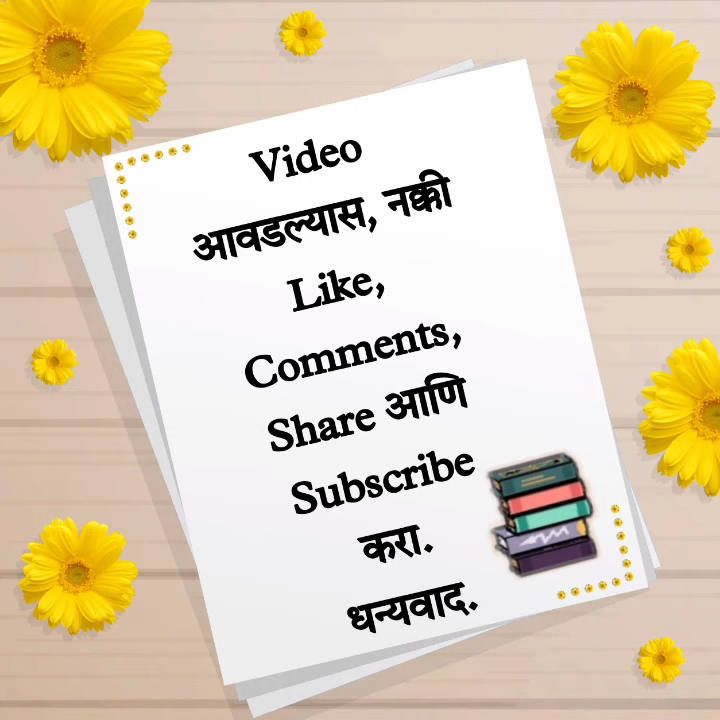 Video
आवडल्यास, नक्की
Like,
Comments,
Share आणि
Subscribe
करा.
धन्यवाद.